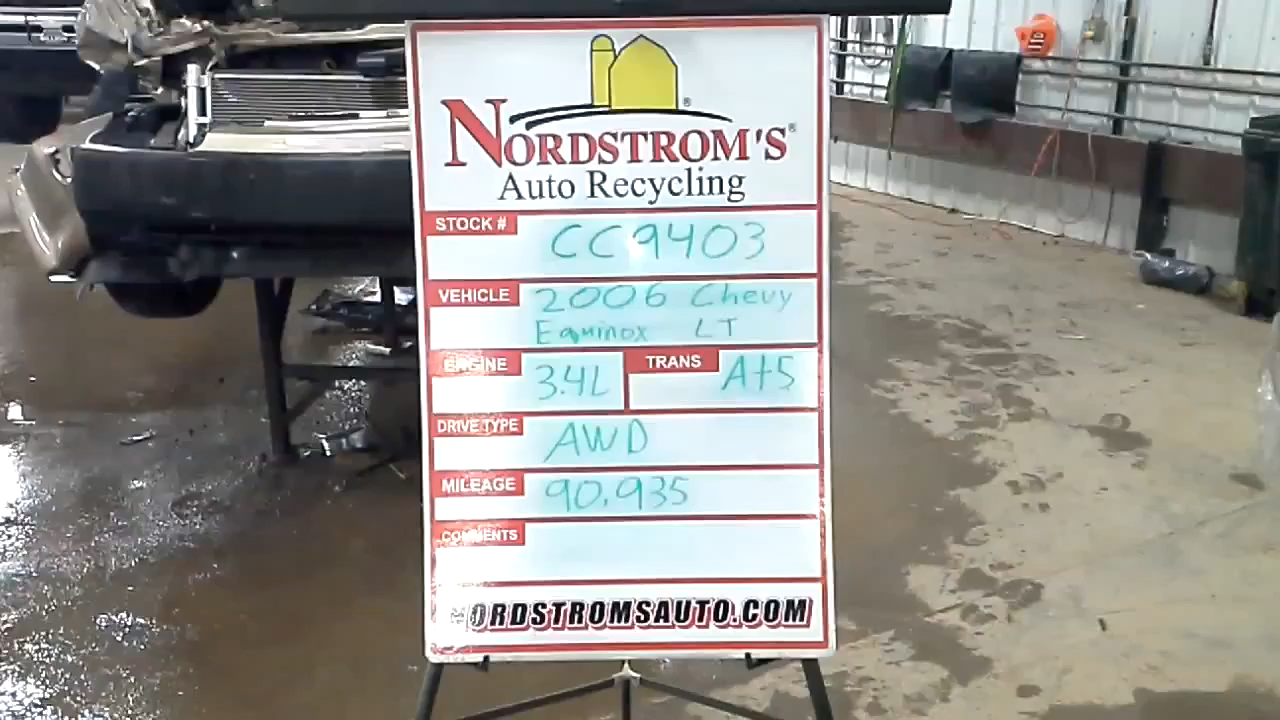 NORDSTROM'S®
Auto Recycling
STOCK # CC9403
VEHICLE 2006 Chevy
Equinox LT
ENGINE 3.4L TRANS At5
DRIVE TYPE AWD
MILEAGE 90,935
COMMENTS
NORDSTROMSAUTO.COM